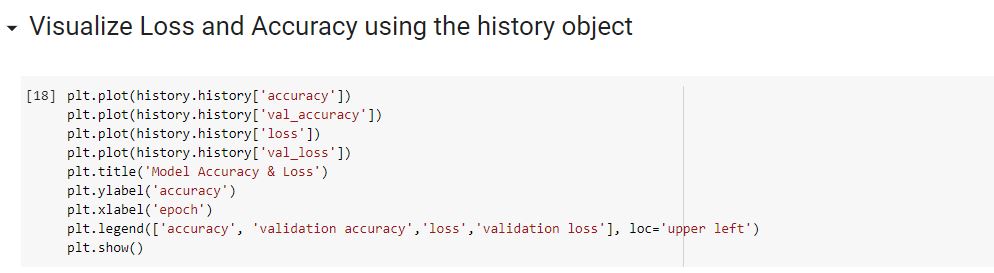 Visualize Loss and Accuracy using the history object
[18] plt.plot(history.history['accuracy'])
plt.plot(history.history['val_accuracy'])
plt.plot(history.history['loss'])
plt.plot(history.history['val_loss'])
plt.title('Model Accuracy & Loss')
plt.ylabel('accuracy')
plt.xlabel('epoch')
plt.legend(['accuracy', 'validation accuracy','loss','validation loss'], loc='upper left')
plt.show()